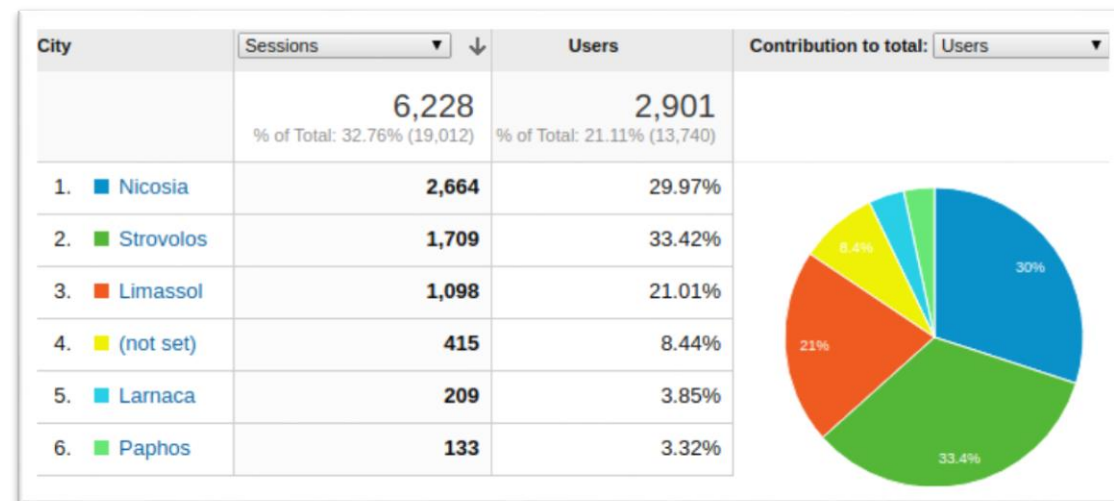 City Sessions Users Contribution to total: Users
6,228 2,901
% of Total: 32.76% (19,012) % of Total: 21.11% (13,740)
1. Nicosia 2,664 29.97%
2. Strovolos 1,709 33.42%
3. Limassol 1,098 21.01%
4. (not set) 415 8.44%
5. Larnaca 209 3.85%
6. Paphos 133 3.32%
8.4%
30%
21%
33.4%